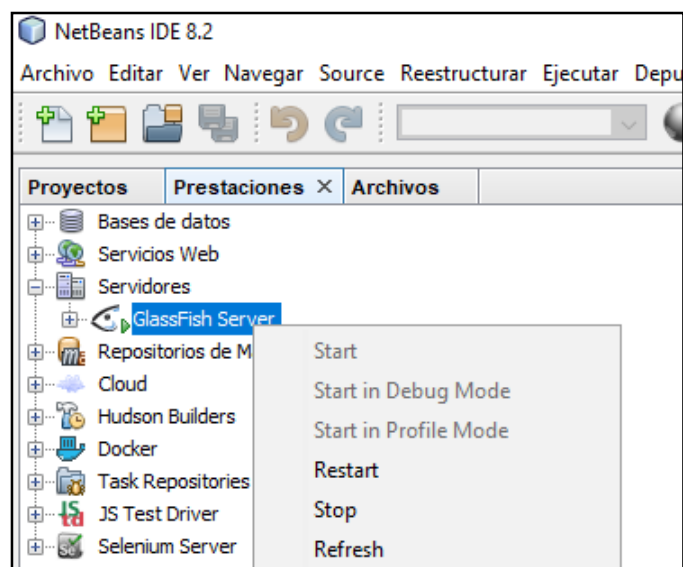 NetBeans IDE 8.2
Archivo Editar Ver Navegar Source Reestructurar Ejecutar Depu
Proyectos Prestaciones × Archivos
Bases de datos
Servicios Web
Servidores
GlassFish Server
Repositorios de M
Cloud
Hudson Builders
Docker
Task Repositories
JS Test Driver
Selenium Server
Start
Start in Debug Mode
Start in Profile Mode
Restart
Stop
Refresh